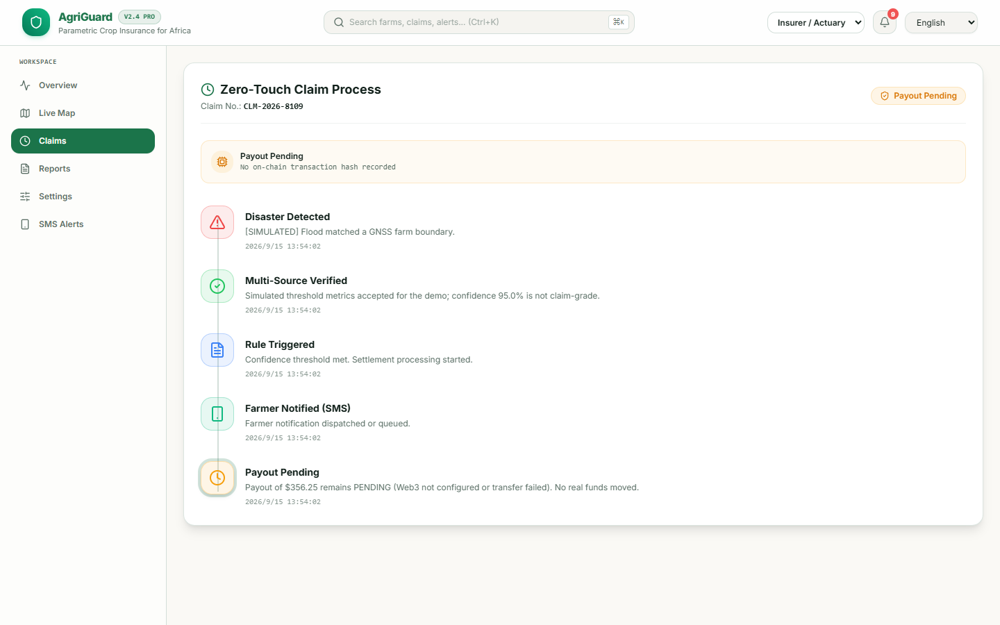 AgriGuard V2.4 PRO
Parametric Crop Insurance for Africa
Search farms, claims, alerts... (Ctrl+K) ⌘K
Insurer / Actuary
9
English
WORKSPACE
Overview
Live Map
Claims
Reports
Settings
SMS Alerts
Zero-Touch Claim Process
Claim No.: CLM-2026-8109
Payout Pending
Payout Pending
No on-chain transaction hash recorded
Disaster Detected
[SIMULATED] Flood matched a GNSS farm boundary.
2026/9/15 13:54:02
Multi-Source Verified
Simulated threshold metrics accepted for the demo; confidence 95.0% is not claim-grade.
2026/9/15 13:54:02
Rule Triggered
Confidence threshold met. Settlement processing started.
2026/9/15 13:54:02
Farmer Notified (SMS)
Farmer notification dispatched or queued.
2026/9/15 13:54:02
Payout Pending
Payout of $356.25 remains PENDING (Web3 not configured or transfer failed). No real funds moved.
2026/9/15 13:54:02